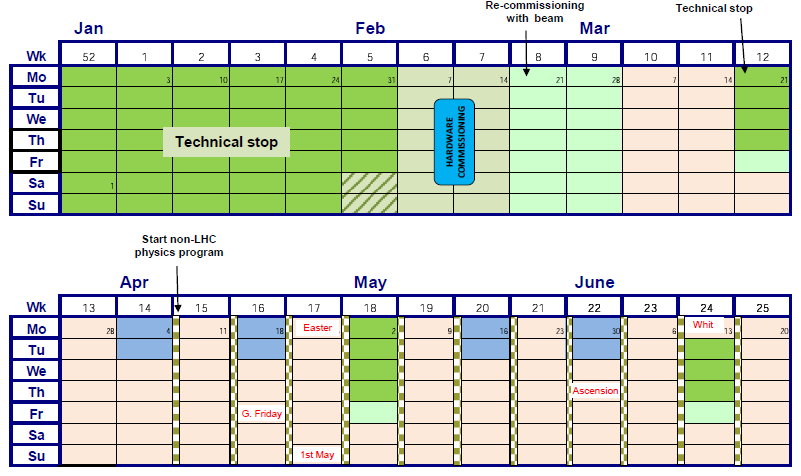 Re-commissioning
with beam
Technical stop
Jan Feb Mar
Wk 52 1 2 3 4 5 6 7 8 9 10 11 12
Mo 3 10 17 24 31 7 14 21 28 7 14 21
Tu
We
Th
Technical stop
HARDWARE
COMMISSIONING
Fr
Sa 1
Su
Start non-LHC
physics program
Apr May June
Wk 13 14 15 16 17 18 19 20 21 22 23 24 25
Mo 28 4 11 18 Easter 2 9 16 23 30 6 Whit 13 20
Tu
We
Th Ascension
Fr G. Friday
Sa
Su 1st May